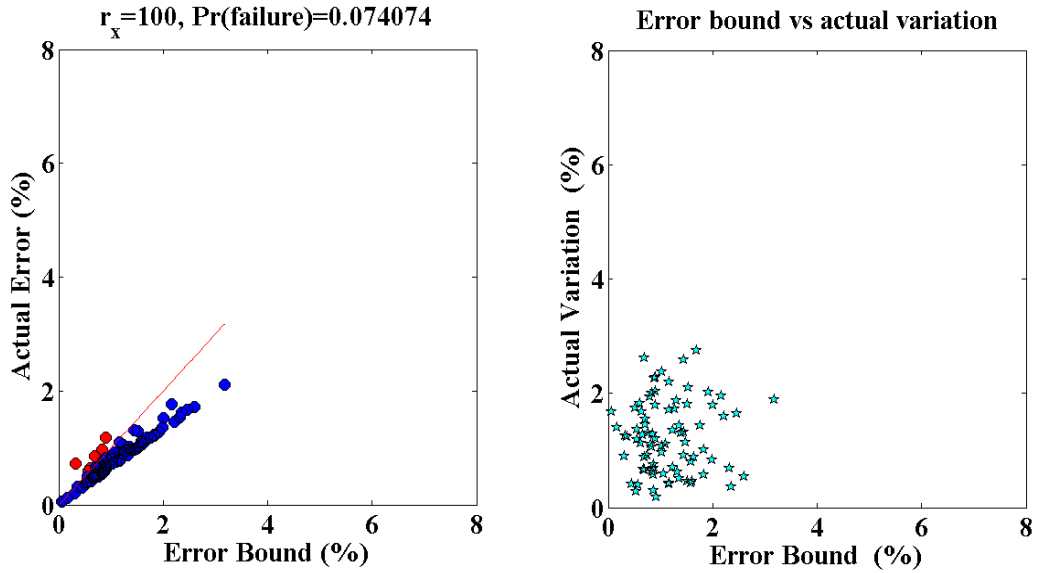 r_x=100, Pr(failure)=0.074074
8
6
4
2
0
0 2 4 6 8
Actual Error (%)
Error Bound (%)
Error bound vs actual variation
8
6
4
2
0
0 2 4 6 8
Actual Variation (%)
Error Bound (%)